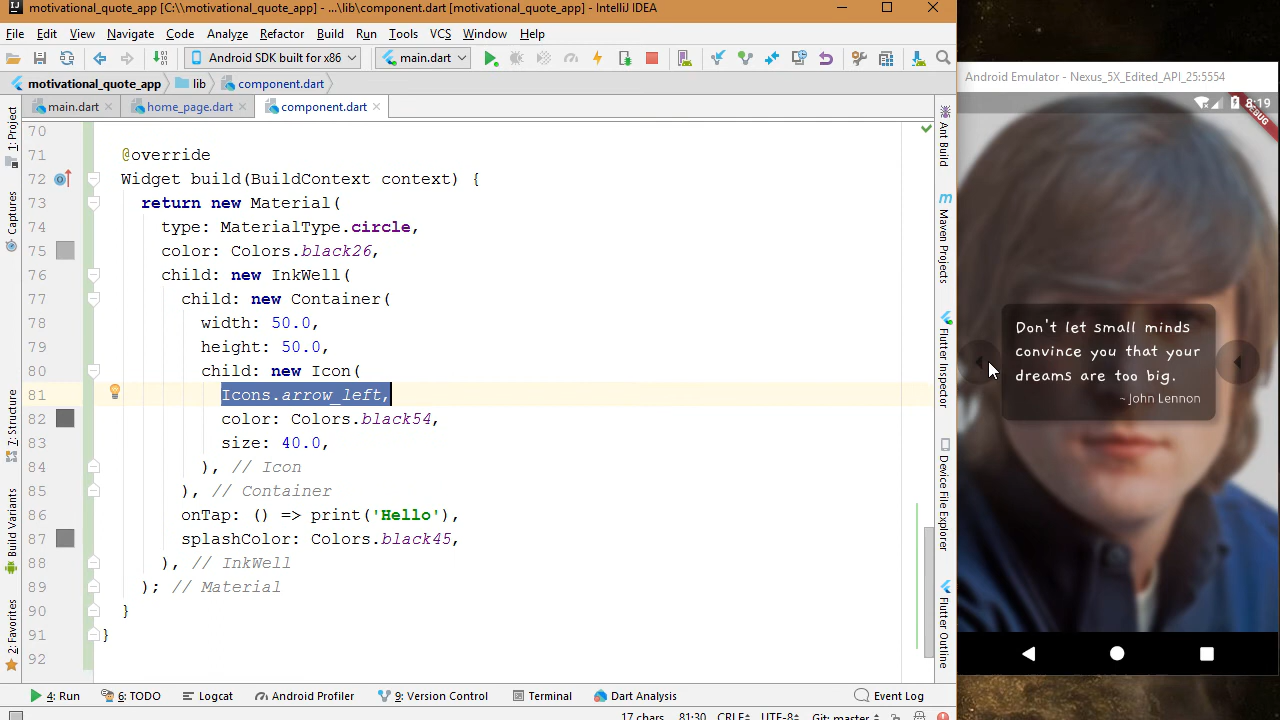 motivational_quote_app [C:\\motivational_quote_app] - ...\lib\component.dart [motivational_quote_app] - IntelliJ IDEA
File Edit View Navigate Code Analyze Refactor Build Run Tools VCS Window Help
Android SDK built for x86 main.dart
motivational_quote_app lib component.dart
main.dart home_page.dart component.dart
1: Project
Captures
7: Structure
Build Variants
2: Favorites
70
71 @override
72 Widget build(BuildContext context) {
73 return new Material(
74 type: MaterialType.circle,
75 color: Colors.black26,
76 child: new InkWell(
77 child: new Container(
78 width: 50.0,
79 height: 50.0,
80 child: new Icon(
81 Icons.arrow_left,
82 color: Colors.black54,
83 size: 40.0,
84 ), // Icon
85 ), // Container
86 onTap: () => print('Hello'),
87 splashColor: Colors.black45,
88 ), // InkWell
89 ); // Material
90 }
91 }
92
Ant Build
Maven Projects
Flutter Inspector
Device File Explorer
Flutter Outline
4: Run 6: TODO Logcat Android Profiler 9: Version Control Terminal Dart Analysis Event Log
17 chars 81:30 CRLF UTF-8 Git: master
Android Emulator - Nexus_5X_Edited_API_25:5554
8:19
DEBUG
Don't let small minds
convince you that your
dreams are too big.
~ John Lennon